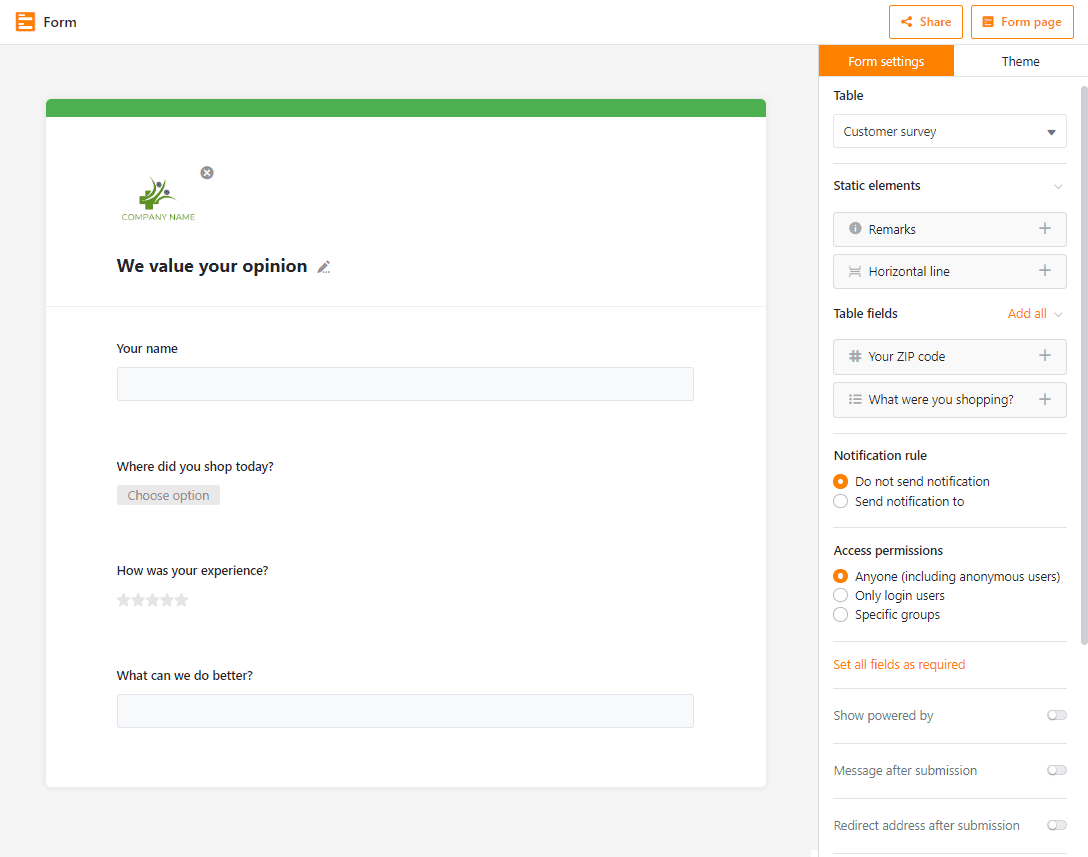 Form
Share
Form page
COMPANY NAME
We value your opinion
Your name
Where did you shop today?
Choose option
How was your experience?
What can we do better?
Form settings
Theme
Table
Customer survey
Static elements
Remarks
Horizontal line
Table fields
Add all
Your ZIP code
What were you shopping?
Notification rule
Do not send notification
Send notification to
Access permissions
Anyone (including anonymous users)
Only login users
Specific groups
Set all fields as required
Show powered by
Message after submission
Redirect address after submission